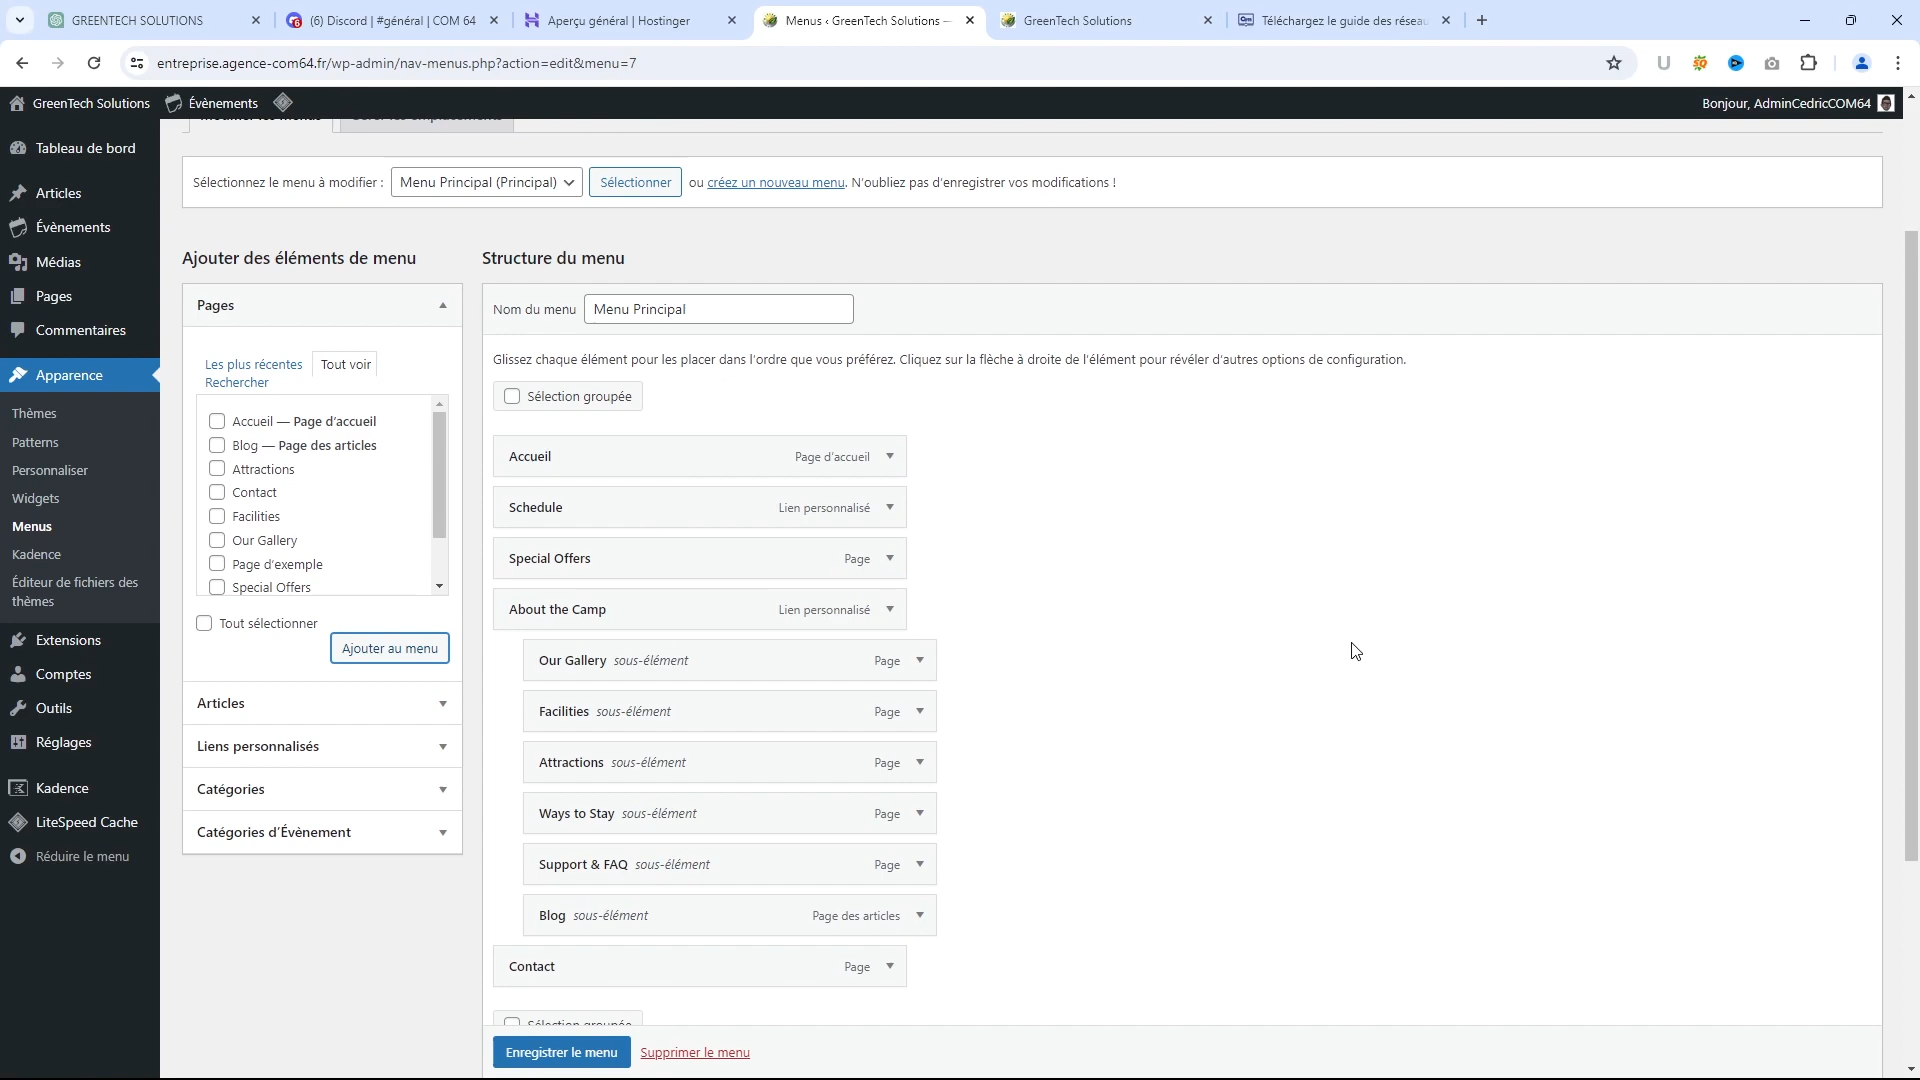 GREENTECH SOLUTIONS
(6) Discord | #général | COM 64
Aperçu général | Hostinger
Menus ‹ GreenTech Solutions —
GreenTech Solutions
Téléchargez le guide des réseau
entreprise.agence-com64.fr/wp-admin/nav-menus.php?action=edit&menu=7
GreenTech Solutions
Évènements
Bonjour, AdminCedricCOM64
Tableau de bord
Articles
Évènements
Médias
Pages
Commentaires
Apparence
Thèmes
Patterns
Personnaliser
Widgets
Menus
Kadence
Éditeur de fichiers des
thèmes
Extensions
Comptes
Outils
Réglages
Kadence
LiteSpeed Cache
Réduire le menu
Sélectionnez le menu à modifier :
Menu Principal (Principal)
Sélectionner
ou créez un nouveau menu. N'oubliez pas d'enregistrer vos modifications !
Ajouter des éléments de menu
Pages
Les plus récentes
Tout voir
Rechercher
Accueil — Page d'accueil
Blog — Page des articles
Attractions
Contact
Facilities
Our Gallery
Page d'exemple
Special Offers
Tout sélectionner
Ajouter au menu
Articles
Liens personnalisés
Catégories
Catégories d'Évènement
Structure du menu
Nom du menu
Menu Principal
Glissez chaque élément pour les placer dans l'ordre que vous préférez. Cliquez sur la flèche à droite de l'élément pour révéler d'autres options de configuration.
Sélection groupée
Accueil Page d'accueil
Schedule Lien personnalisé
Special Offers Page
About the Camp Lien personnalisé
Our Gallery sous-élément Page
Facilities sous-élément Page
Attractions sous-élément Page
Ways to Stay sous-élément Page
Support & FAQ sous-élément Page
Blog sous-élément Page des articles
Contact Page
Sélection groupée
Enregistrer le menu
Supprimer le menu